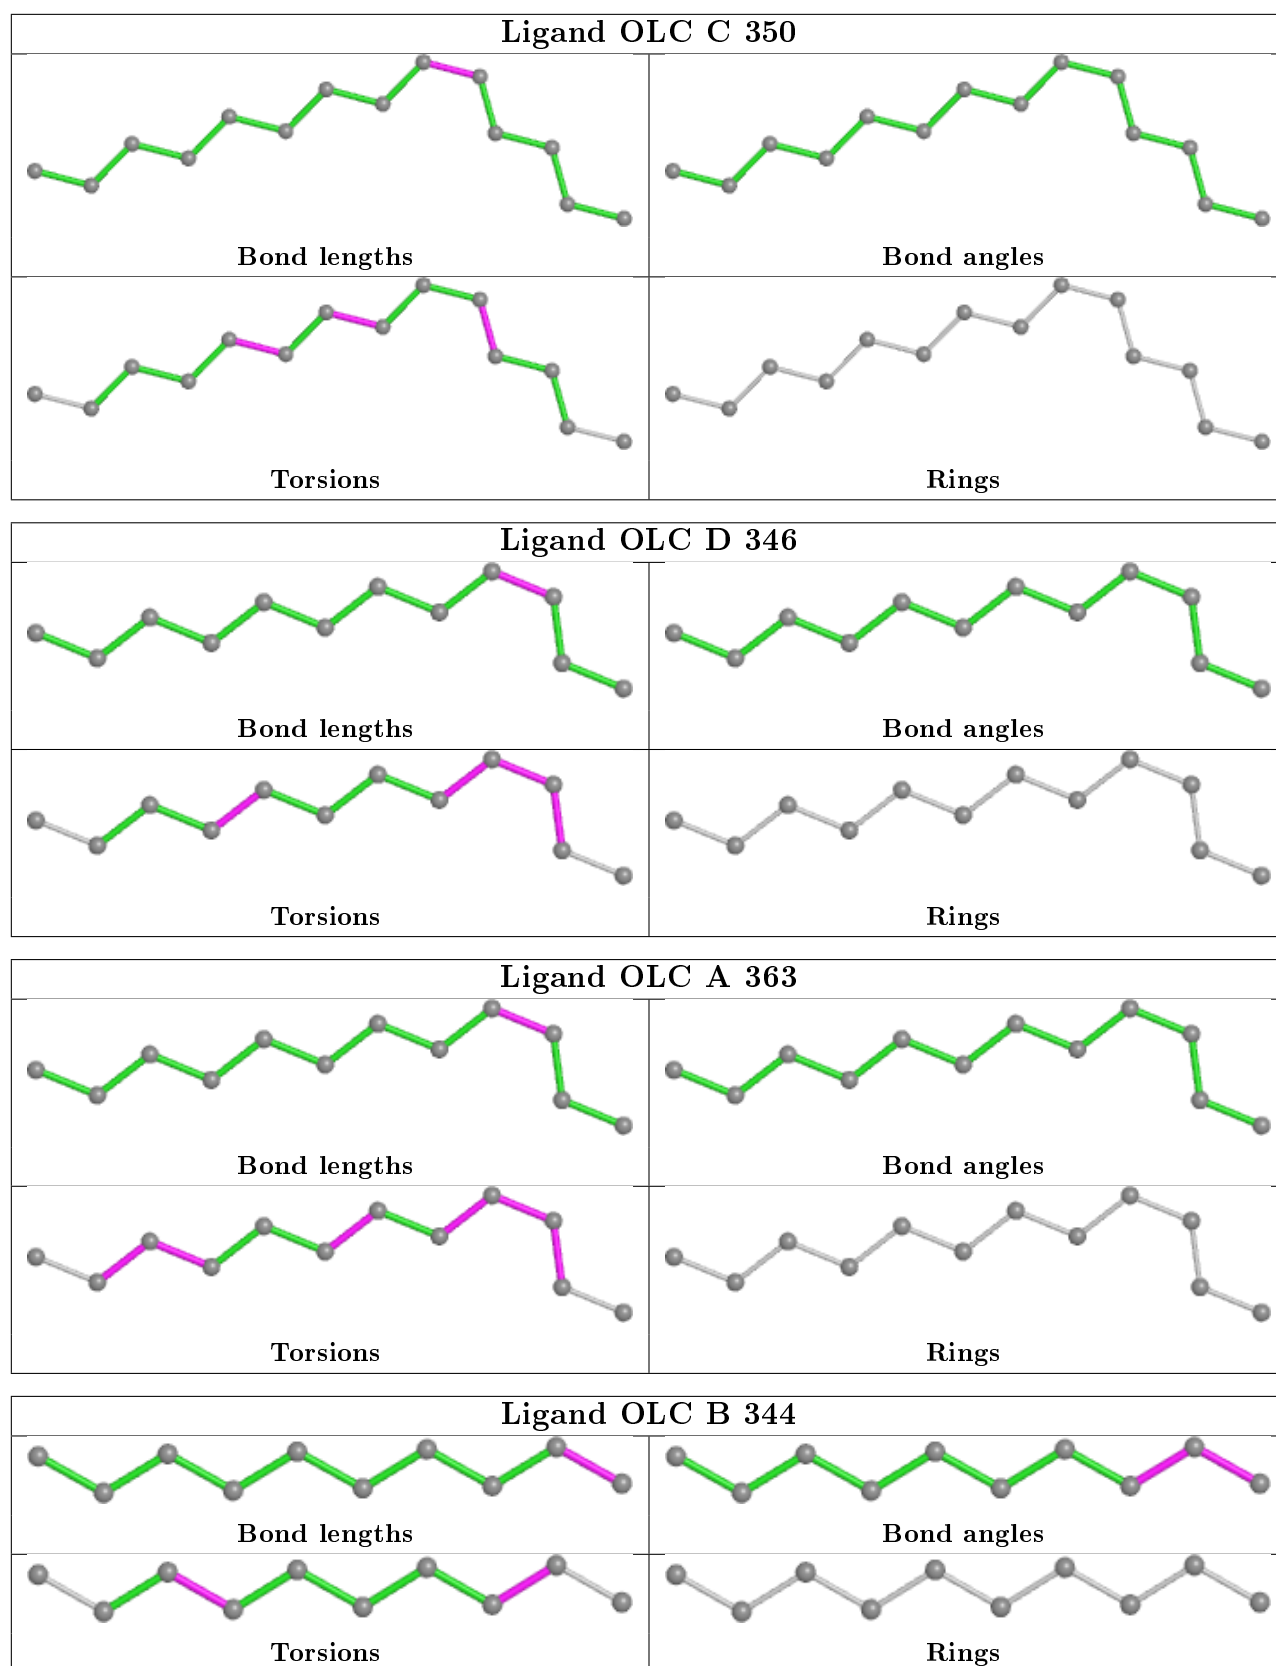 Ligand OLC C 350
Bond lengths
Bond angles
Torsions
Rings
Ligand OLC D 346
Bond lengths
Bond angles
Torsions
Rings
Ligand OLC A 363
Bond lengths
Bond angles
Torsions
Rings
Ligand OLC B 344
Bond lengths
Bond angles
Torsions
Rings